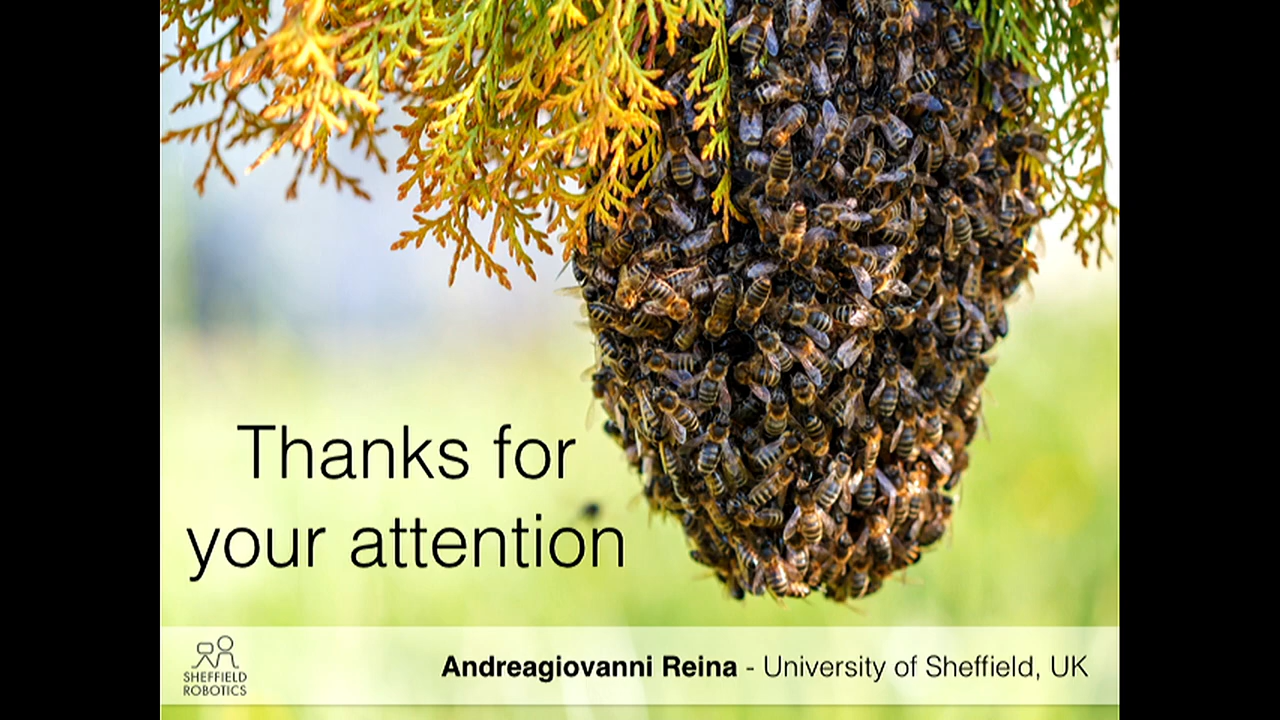 Thanks for
your attention
SHEFFIELD
ROBOTICS
Andreagiovanni Reina - University of Sheffield, UK